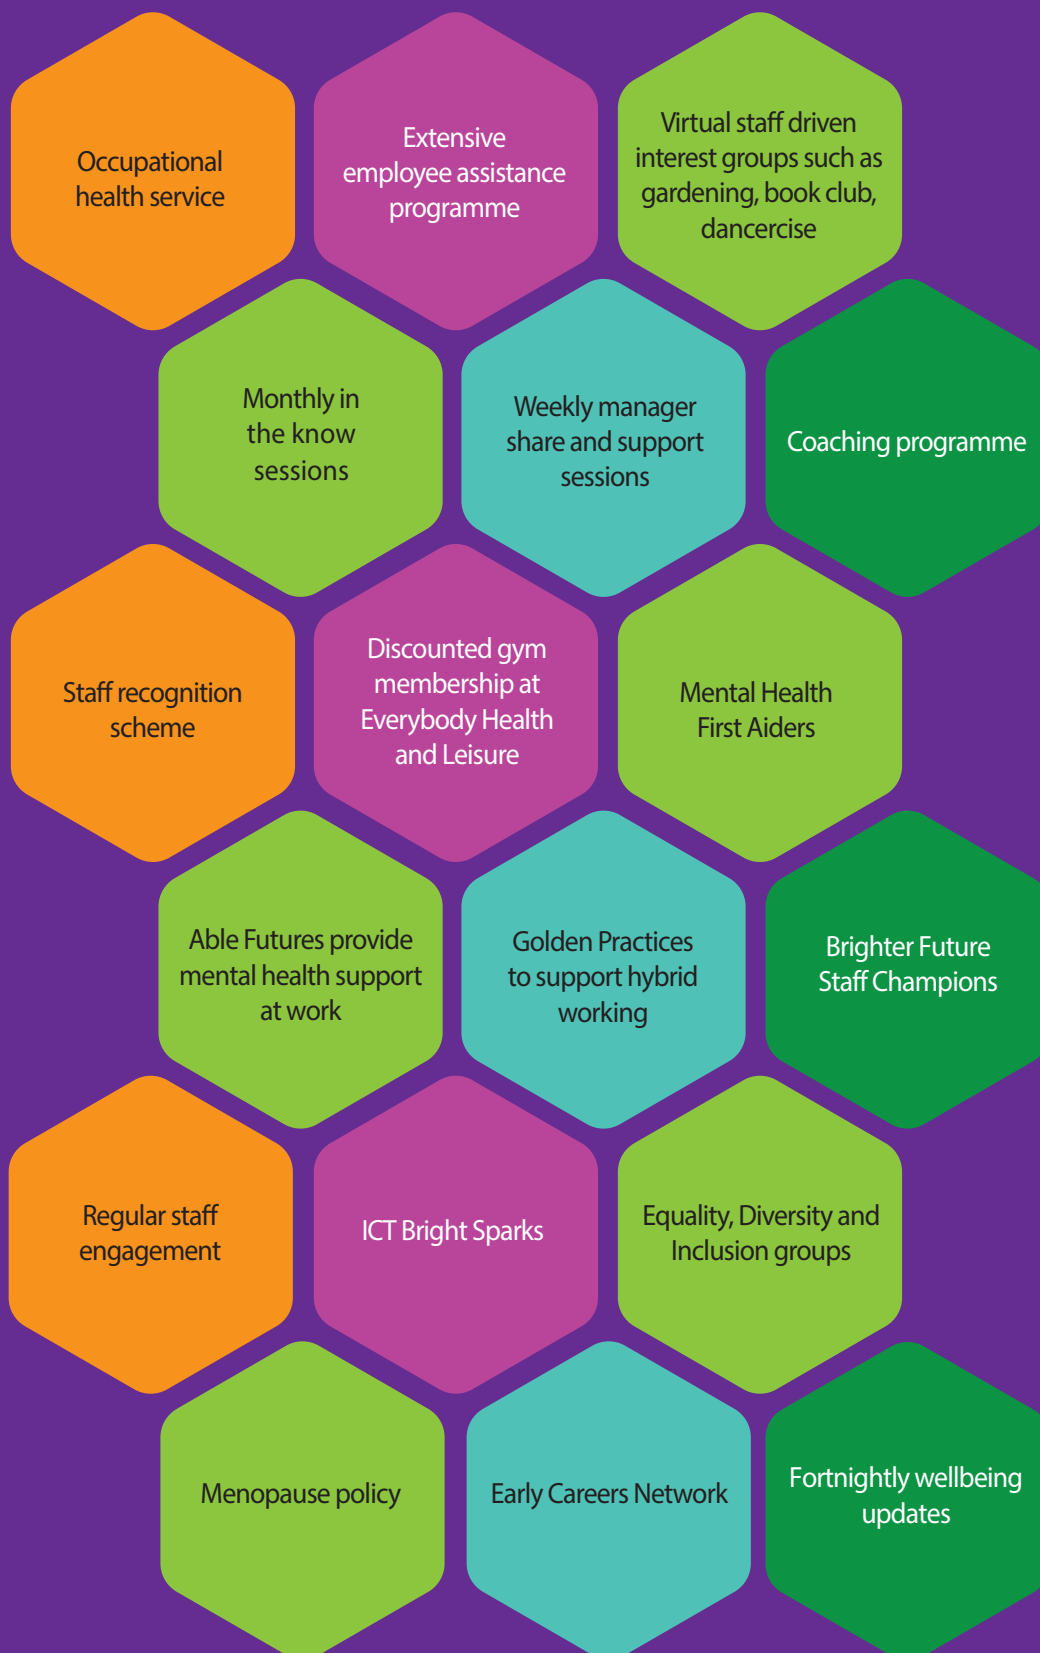 Occupational
health service
Extensive
employee assistance
programme
Virtual staff driven
interest groups such as
gardening, book club,
dancercise
Monthly in
the know
sessions
Weekly manager
share and support
sessions
Coaching programme
Staff recognition
scheme
Discounted gym
membership at
Everybody Health
and Leisure
Mental Health
First Aiders
Able Futures provide
mental health support
at work
Golden Practices
to support hybrid
working
Brighter Future
Staff Champions
Regular staff
engagement
ICT Bright Sparks
Equality, Diversity and
Inclusion groups
Menopause policy
Early Careers Network
Fortnightly wellbeing
updates